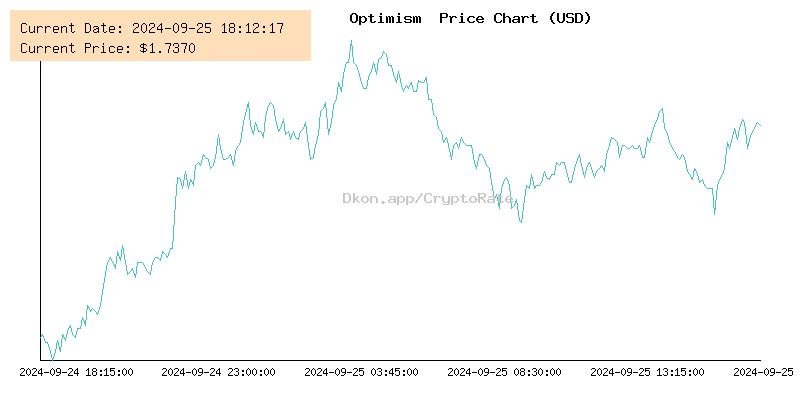 Optimism Price Chart (USD)
Current Date: 2024-09-25 18:12:17
Current Price: $1.7370
Dkon.app/CryptoRate
2024-09-24 18:15:00
2024-09-24 23:00:00
2024-09-25 03:45:00
2024-09-25 08:30:00
2024-09-25 13:15:00
2024-09-25